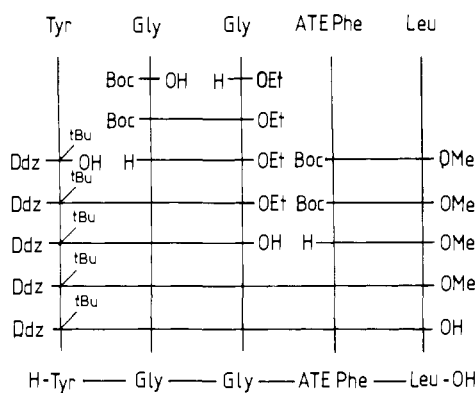 Tyr Gly Gly ATE Phe Leu
Boc OH H OEt
Boc OEt
tBu
Ddz OH H OEt Boc OMe
tBu
Ddz OEt Boc OMe
tBu
Ddz OH H OMe
tBu
Ddz OMe
tBu
Ddz OH
H-Tyr Gly Gly ATE Phe Leu-OH